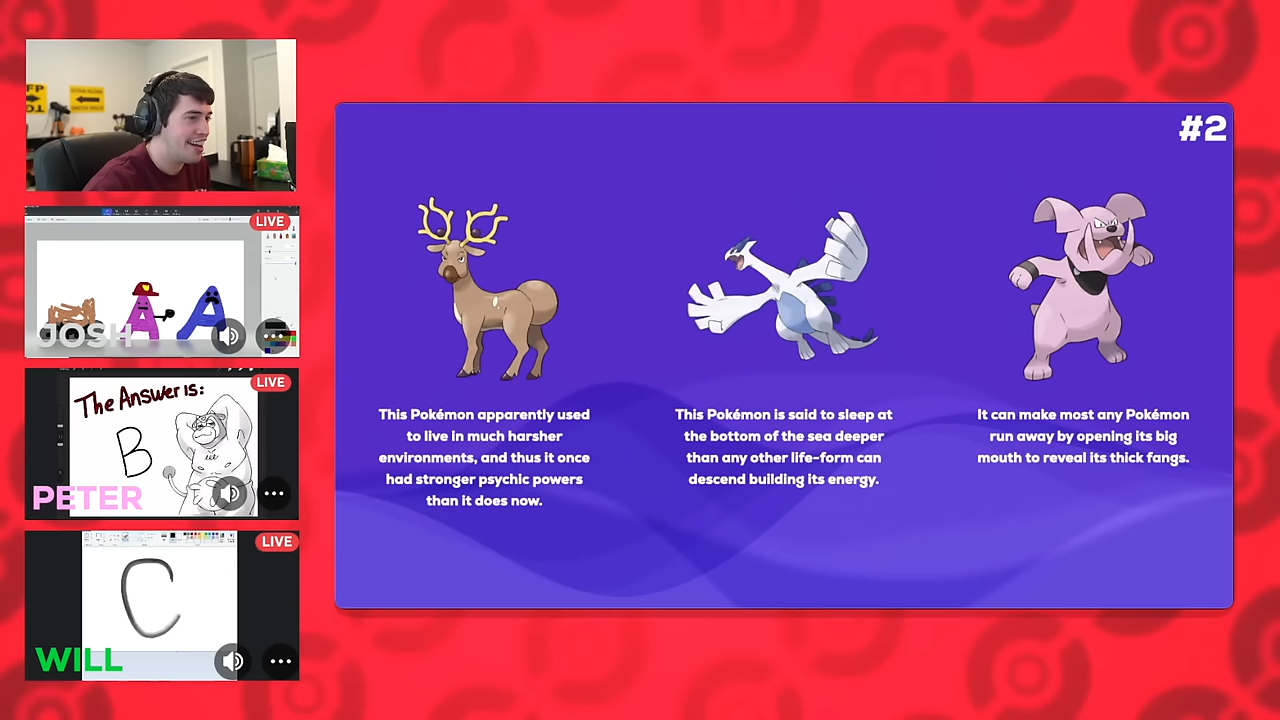 #2
LIVE
A A
JOSH
LIVE
The Answer is:
B
PETER
LIVE
C
WILL
This Pokémon apparently used
to live in much harsher
environments, and thus it once
had stronger psychic powers
than it does now.
This Pokémon is said to sleep at
the bottom of the sea deeper
than any other life-form can
descend building its energy.
It can make most any Pokémon
run away by opening its big
mouth to reveal its thick fangs.